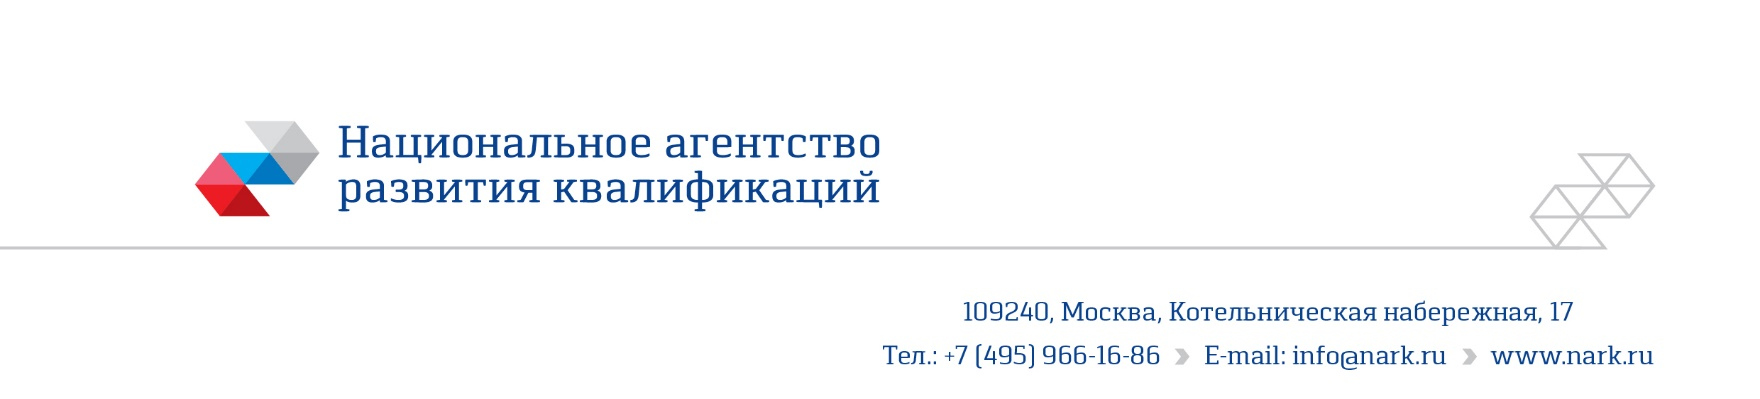 Национальное агентство
развития квалификаций
109240, Москва, Котельническая набережная, 17
Тел.: +7 (495) 966-16-86 › E-mail: info@nark.ru › www.nark.ru